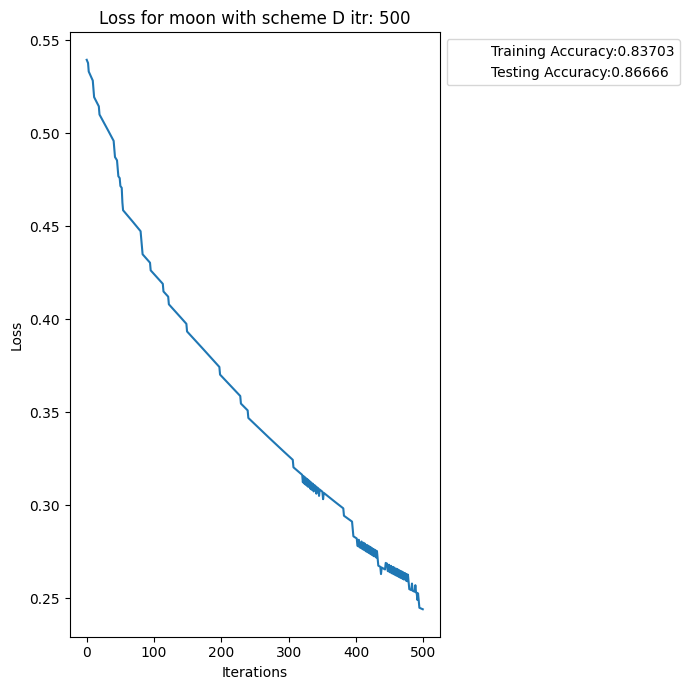 Loss for moon with scheme D itr: 500
Training Accuracy:0.83703
Testing Accuracy:0.86666
0.55
0.50
0.45
0.40
0.35
0.30
0.25
Loss
0 100 200 300 400 500
Iterations